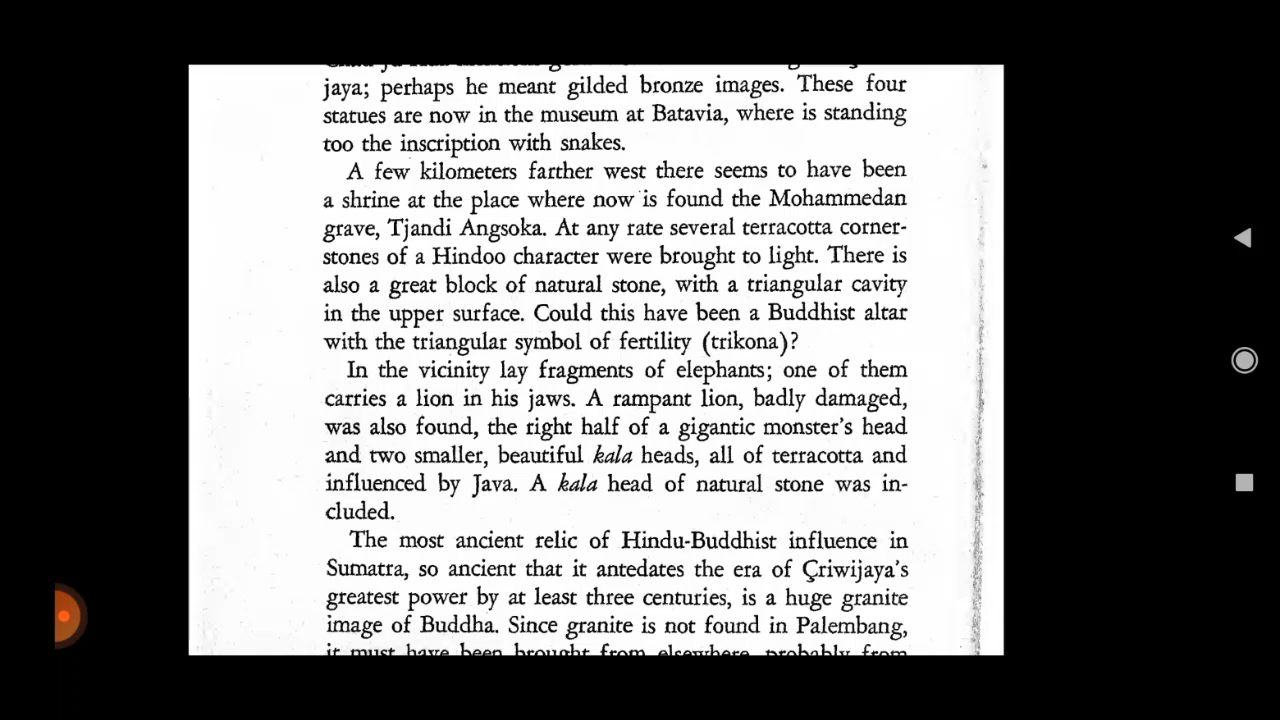 jaya; perhaps he meant gilded bronze images. These four
statues are now in the museum at Batavia, where is standing
too the inscription with snakes.
A few kilometers farther west there seems to have been
a shrine at the place where now is found the Mohammedan
grave, Tjandi Angsoka. At any rate several terracotta corner-
stones of a Hindoo character were brought to light. There is
also a great block of natural stone, with a triangular cavity
in the upper surface. Could this have been a Buddhist altar
with the triangular symbol of fertility (trikona)?
In the vicinity lay fragments of elephants; one of them
carries a lion in his jaws. A rampant lion, badly damaged,
was also found, the right half of a gigantic monster's head
and two smaller, beautiful kala heads, all of terracotta and
influenced by Java. A kala head of natural stone was in-
cluded.
The most ancient relic of Hindu-Buddhist influence in
Sumatra, so ancient that it antedates the era of Çriwijaya's
greatest power by at least three centuries, is a huge granite
image of Buddha. Since granite is not found in Palembang,
it must have been brought from elsewhere, probably from